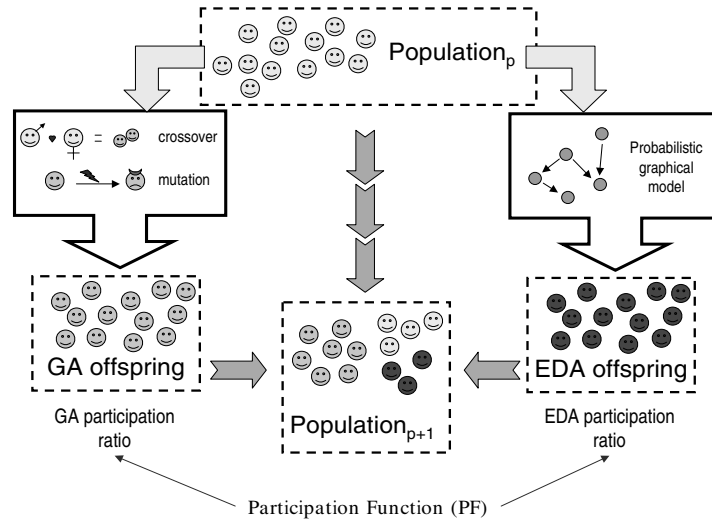 Population_p
crossover
mutation
=
Probabilistic
graphical
model
GA offspring
EDA offspring
Population_{p+1}
GA participation
ratio
EDA participation
ratio
Participation Function (PF)